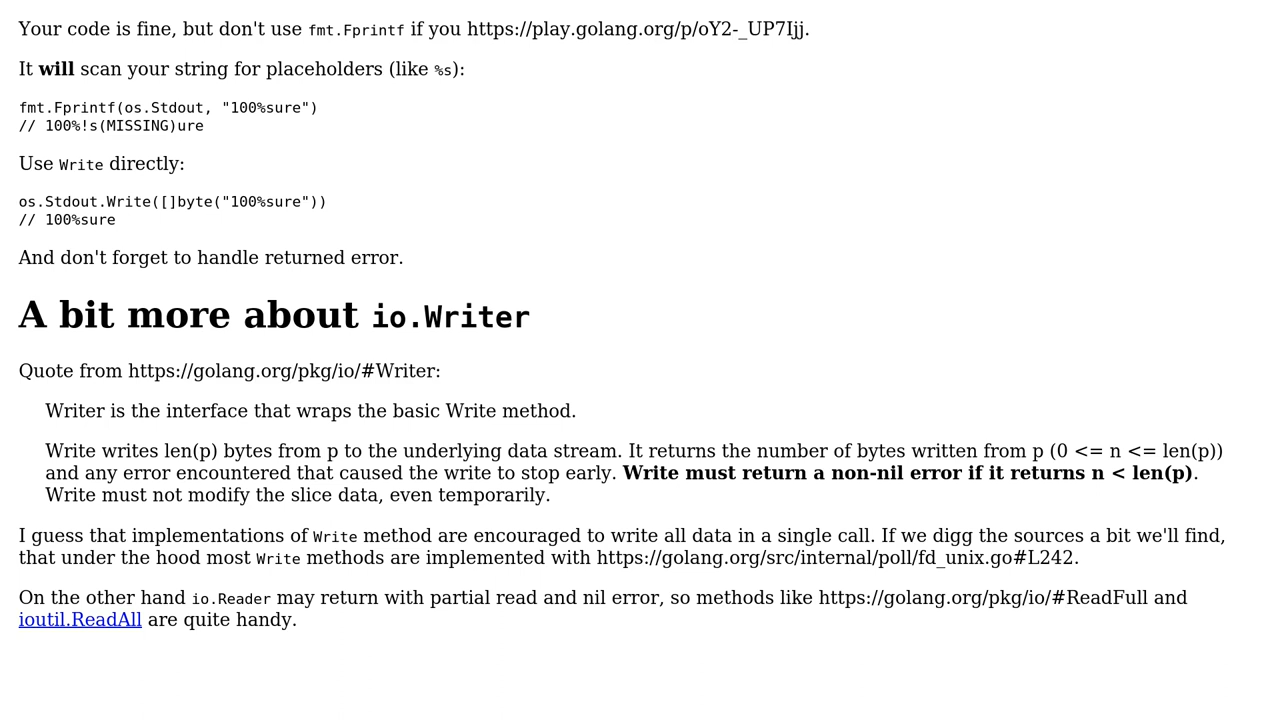 Your code is fine, but don't use fmt.Fprintf if you https://play.golang.org/p/oY2-_UP7Ijj.
It will scan your string for placeholders (like %s):
fmt.Fprintf(os.Stdout, "100%sure")
// 100%!s(MISSING)ure
Use Write directly:
os.Stdout.Write([]byte("100%sure"))
// 100%sure
And don't forget to handle returned error.
A bit more about io.Writer
Quote from https://golang.org/pkg/io/#Writer:
Writer is the interface that wraps the basic Write method.
Write writes len(p) bytes from p to the underlying data stream. It returns the number of bytes written from p (0 <= n <= len(p))
and any error encountered that caused the write to stop early. Write must return a non-nil error if it returns n < len(p).
Write must not modify the slice data, even temporarily.
I guess that implementations of Write method are encouraged to write all data in a single call. If we digg the sources a bit we'll find,
that under the hood most Write methods are implemented with https://golang.org/src/internal/poll/fd_unix.go#L242.
On the other hand io.Reader may return with partial read and nil error, so methods like https://golang.org/pkg/io/#ReadFull and
ioutil.ReadAll are quite handy.